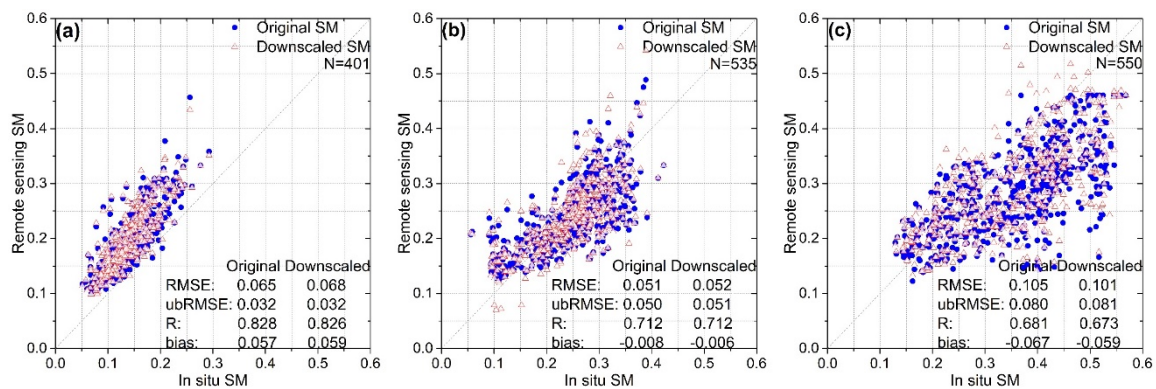 (a)
Original SM
Downscaled SM
N=401
Remote sensing SM
0.6
0.5
0.4
0.3
0.2
0.1
0.0
Original Downscaled
RMSE: 0.065 0.068
ubRMSE: 0.032 0.032
R: 0.828 0.826
bias: 0.057 0.059
0.0 0.1 0.2 0.3 0.4 0.5 0.6
In situ SM
(b)
Original SM
Downscaled SM
N=535
Remote sensing SM
0.6
0.5
0.4
0.3
0.2
0.1
0.0
Original Downscaled
RMSE: 0.051 0.052
ubRMSE: 0.050 0.051
R: 0.712 0.712
bias: -0.008 -0.006
0.0 0.1 0.2 0.3 0.4 0.5 0.6
In situ SM
(c)
Original SM
Downscaled SM
N=550
Remote sensing SM
0.6
0.5
0.4
0.3
0.2
0.1
0.0
Original Downscaled
RMSE: 0.105 0.101
ubRMSE: 0.080 0.081
R: 0.681 0.673
bias: -0.067 -0.059
0.0 0.1 0.2 0.3 0.4 0.5 0.6
In situ SM